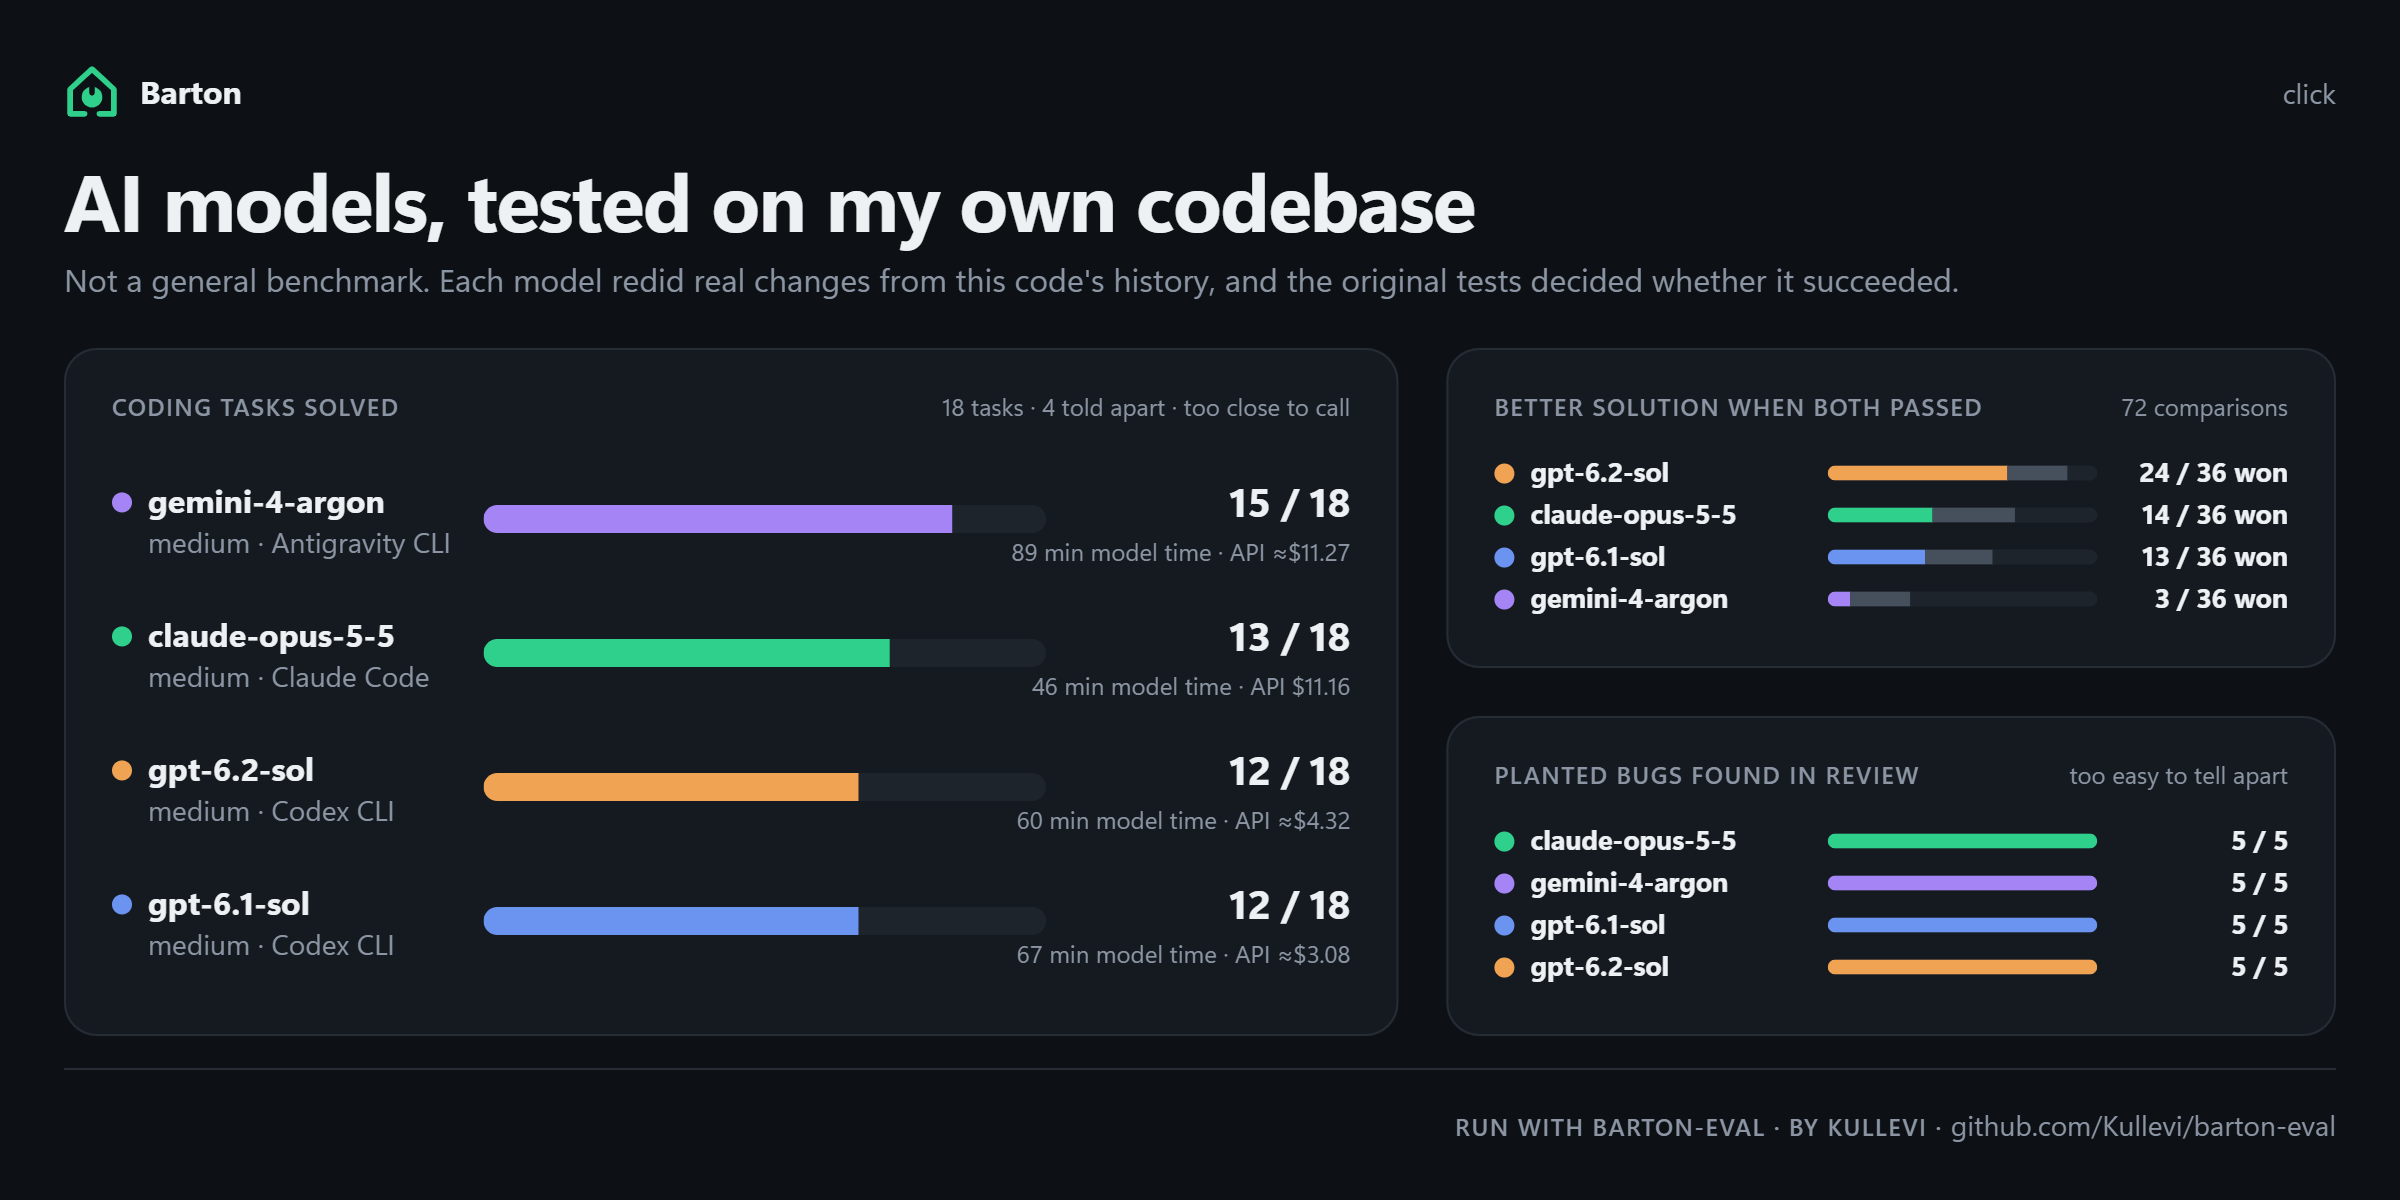 Barton
click
AI models, tested on my own codebase
Not a general benchmark. Each model redid real changes from this code's history, and the original tests decided whether it succeeded.
CODING TASKS SOLVED
18 tasks · 4 told apart · too close to call
gemini-4-argon
medium · Antigravity CLI
15 / 18
89 min model time · API ≈$11.27
claude-opus-5-5
medium · Claude Code
13 / 18
46 min model time · API $11.16
gpt-6.2-sol
medium · Codex CLI
12 / 18
60 min model time · API ≈$4.32
gpt-6.1-sol
medium · Codex CLI
12 / 18
67 min model time · API ≈$3.08
BETTER SOLUTION WHEN BOTH PASSED
72 comparisons
gpt-6.2-sol 24 / 36 won
claude-opus-5-5 14 / 36 won
gpt-6.1-sol 13 / 36 won
gemini-4-argon 3 / 36 won
PLANTED BUGS FOUND IN REVIEW
too easy to tell apart
claude-opus-5-5 5 / 5
gemini-4-argon 5 / 5
gpt-6.1-sol 5 / 5
gpt-6.2-sol 5 / 5
RUN WITH BARTON-EVAL · BY KULLEVI · github.com/Kullevi/barton-eval